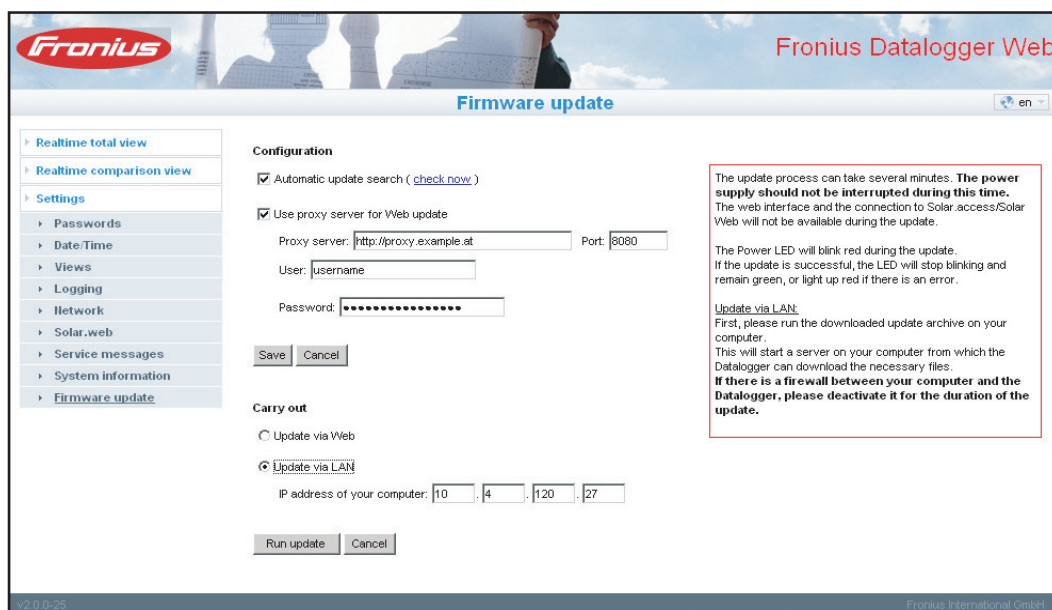 Fronius
Fronius Datalogger Web
Firmware update
en
Realtime total view
Realtime comparison view
Settings
Passwords
Date/Time
Views
Logging
Network
Solar.web
Service messages
System information
Firmware update
Configuration
Automatic update search ( check now )
Use proxy server for Web update
Proxy server: http://proxy.example.at Port: 8080
User: username
Password: ●●●●●●●●●●●●●●●●
Save Cancel
Carry out
Update via Web
Update via LAN
IP address of your computer: 10 . 4 . 120 . 27
Run update Cancel
The update process can take several minutes. The power
supply should not be interrupted during this time.
The web interface and the connection to Solar.access/Solar
Web will not be available during the update.
The Power LED will blink red during the update.
If the update is successful, the LED will stop blinking and
remain green, or light up red if there is an error.
Update via LAN:
First, please run the downloaded update archive on your
computer.
This will start a server on your computer from which the
Datalogger can download the necessary files.
If there is a firewall between your computer and the
Datalogger, please deactivate it for the duration of the
update.
v2.0.0-25
Fronius International GmbH